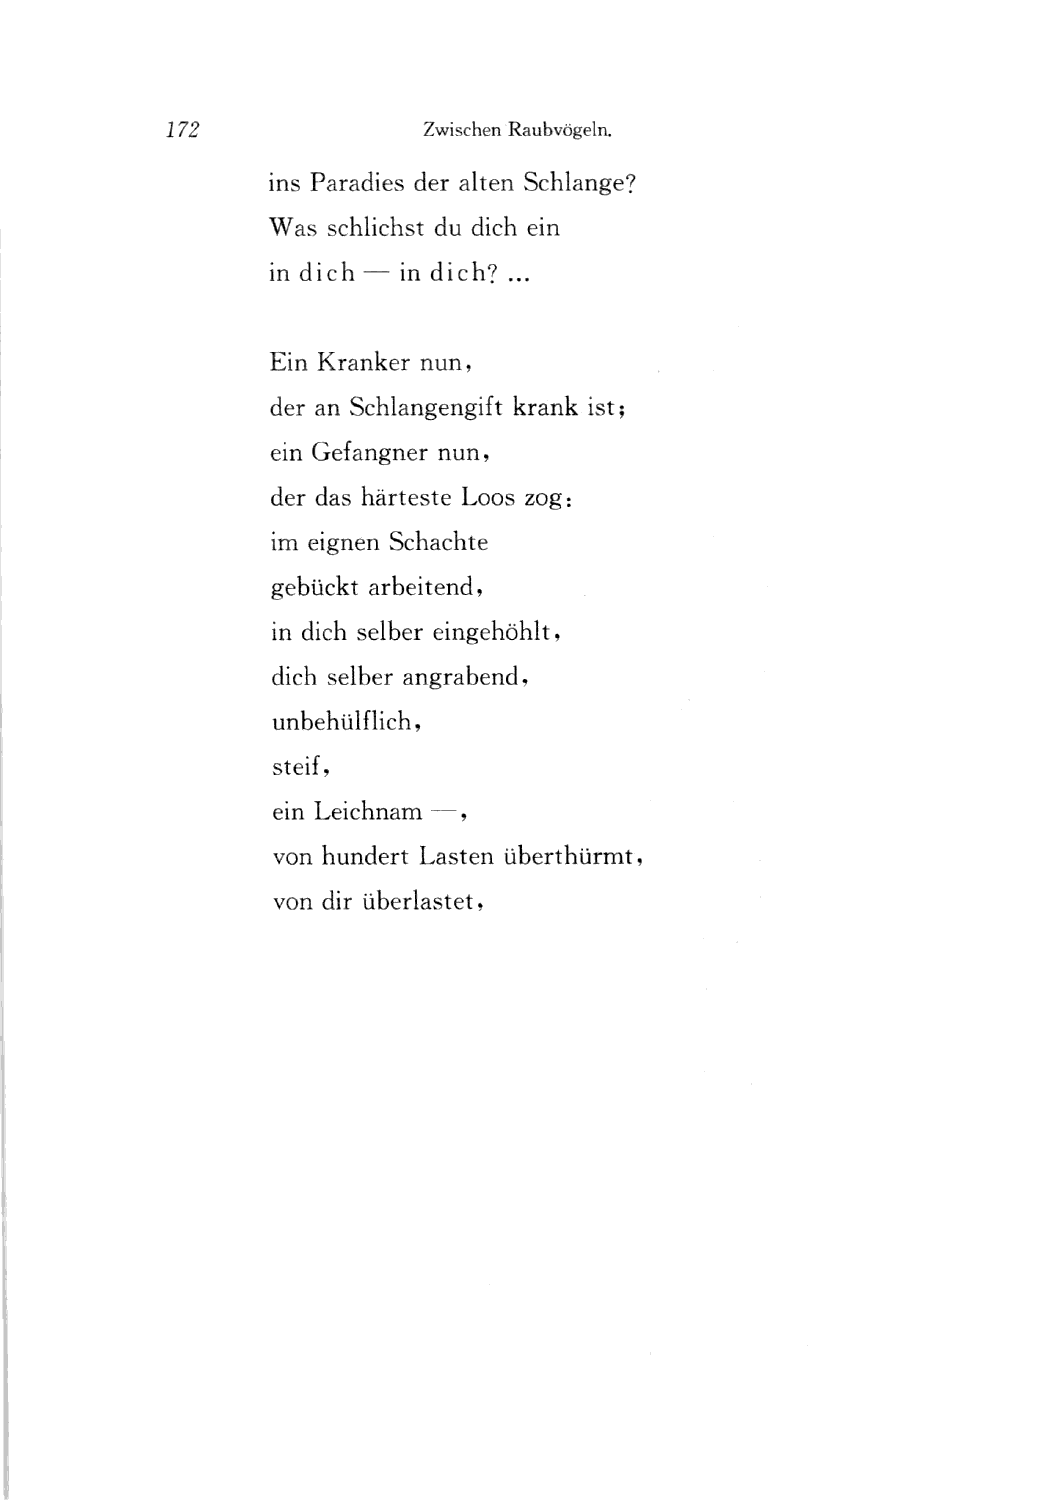 172
Zwischen Raubvögeln.
ins Paradies der alten Schlange?
Was schlichst du dich ein
in dich — in dich? ...
Ein Kranker nun,
der an Schlangengift krank ist;
ein Gefangner nun,
der das härteste Loos zog:
im eignen Schachte
gebückt arbeitend,
in dich selber eingehöhlt,
dich selber angrabend,
unbehülflich,
steif,
ein Leichnam —,
von hundert Lasten überthürmt,
von dir überlastet,